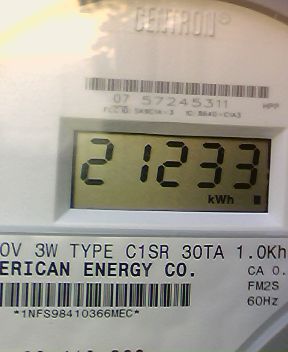 CENTRON®
07 57245311 HPP
21233
kWh
0V 3W TYPE C1SR 30TA 1.0Kh
ERICAN ENERGY CO. CA 0.
FM2S
*1NFS98410366MEC* 60Hz